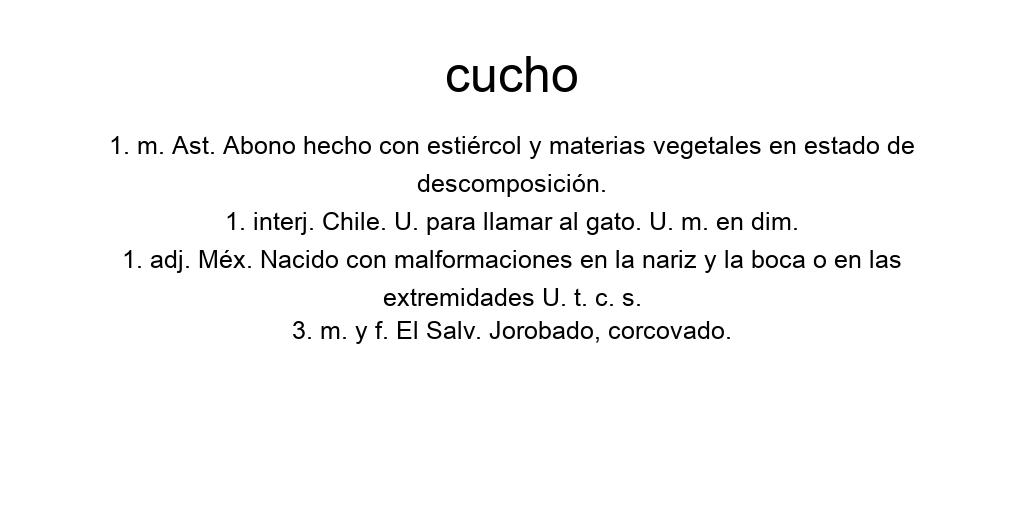 cucho
1. m. Ast. Abono hecho con estiércol y materias vegetales en estado de
descomposición.
1. interj. Chile. U. para llamar al gato. U. m. en dim.
1. adj. Méx. Nacido con malformaciones en la nariz y la boca o en las
extremidades U. t. c. s.
3. m. y f. El Salv. Jorobado, corcovado.